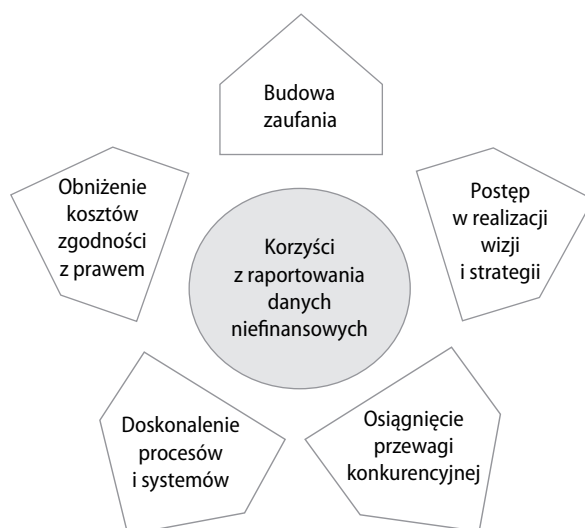 Budowa
zaufania
Obniżenie
kosztów
zgodności
z prawem
Postęp
w realizacji
wizji
i strategii
Korzyści
z raportowania
danych
niefinansowych
Doskonalenie
procesów
i systemów
Osiągnięcie
przewagi
konkurencyjnej